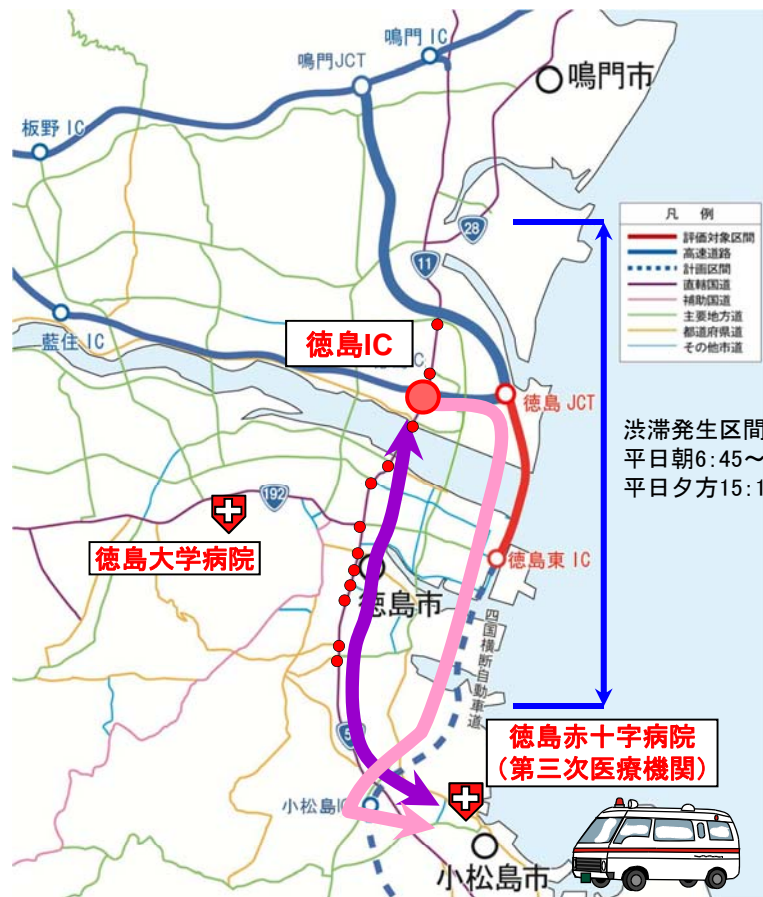 鳴門 IC
鳴門JCT
鳴門市
板野 IC
凡 例
評価対象区間
高速道路
計画区間
直轄国道
補助国道
主要地方道
都道府県道
その他市道
28
11
藍住 IC
徳島IC
徳島 JCT
渋滞発生区間
平日朝6:45~
平日夕方15:1
192
徳島大学病院
徳島東 IC
徳島市
四国横断自動車道
徳島赤十字病院
(第三次医療機関)
小松島
小松島市